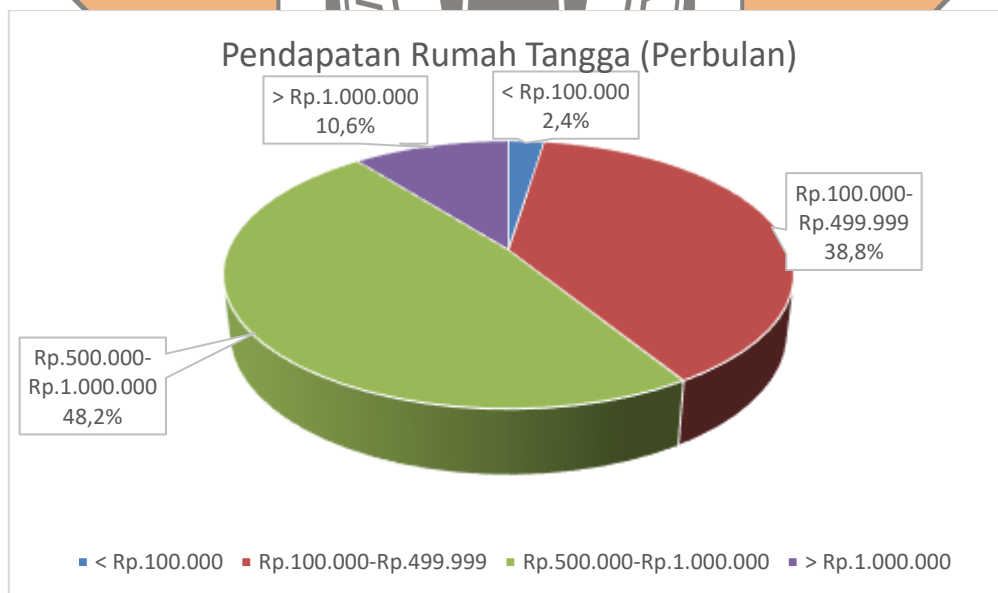 Pendapatan Rumah Tangga (Perbulan)
> Rp.1.000.000
10,6%
< Rp.100.000
2,4%
Rp.100.000-
Rp.499.999
38,8%
Rp.500.000-
Rp.1.000.000
48,2%
< Rp.100.000 Rp.100.000-Rp.499.999 Rp.500.000-Rp.1.000.000 > Rp.1.000.000